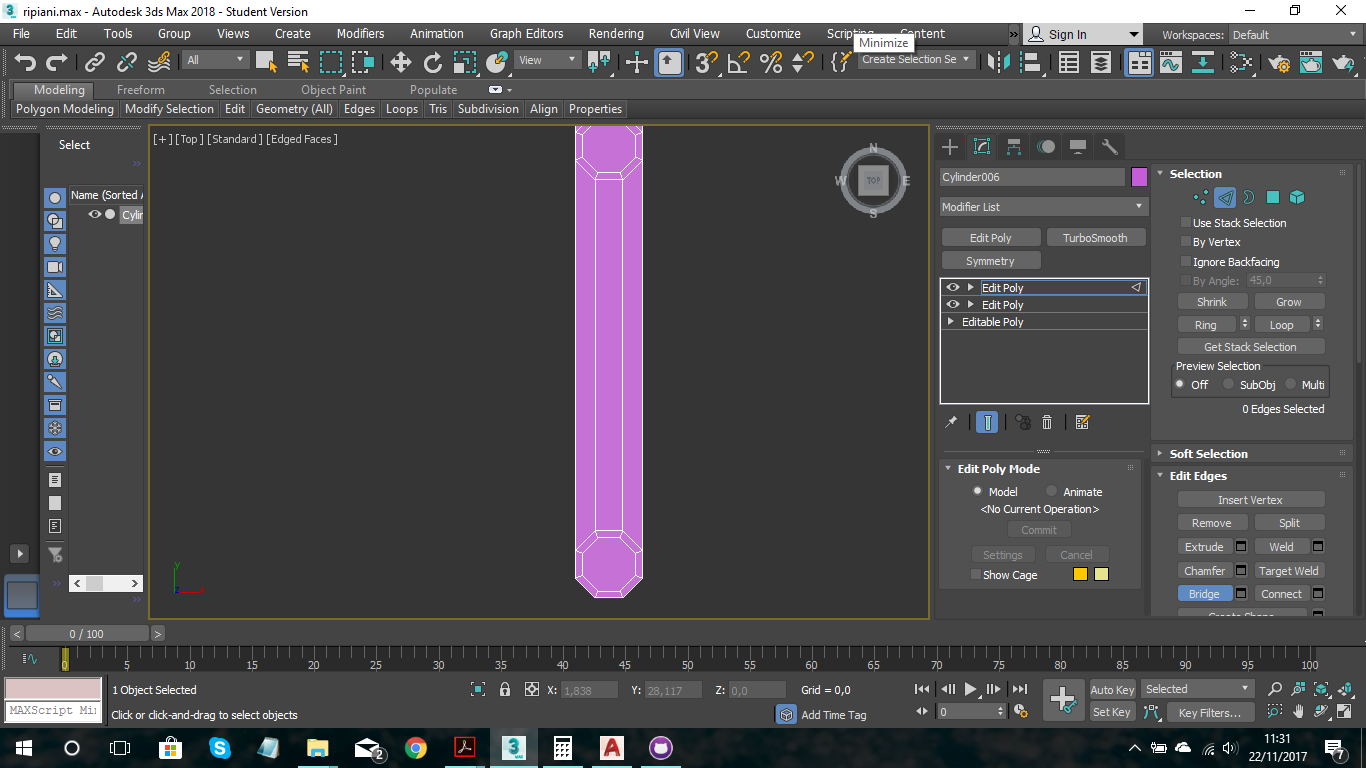 ripiani.max - Autodesk 3ds Max 2018 - Student Version
File Edit Tools Group Views Create Modifiers Animation Graph Editors Rendering Civil View Customize Scripting Content » Sign In Workspaces: Default
Minimize
All View Create Selection Se
Modeling Freeform Selection Object Paint Populate
Polygon Modeling Modify Selection Edit Geometry (All) Edges Loops Tris Subdivision Align Properties
Select
Name (Sorted A
Cylin
[+] [Top] [Standard] [Edged Faces]
N
W TOP E
S
Cylinder006
Modifier List
Edit Poly TurboSmooth
Symmetry
Edit Poly
Edit Poly
Editable Poly
Edit Poly Mode
Model Animate
<No Current Operation>
Commit
Settings Cancel
Show Cage
Selection
Use Stack Selection
By Vertex
Ignore Backfacing
By Angle: 45,0
Shrink Grow
Ring Loop
Get Stack Selection
Preview Selection
Off SubObj Multi
0 Edges Selected
Soft Selection
Edit Edges
Insert Vertex
Remove Split
Extrude Weld
Chamfer Target Weld
Bridge Connect
Create Shape
y
x
z
< 0 / 100 >
0 5 10 15 20 25 30 35 40 45 50 55 60 65 70 75 80 85 90 95 100
1 Object Selected X: 1,838 Y: 28,117 Z: 0,0 Grid = 0,0 Auto Key Selected
MAXScript Mi Click or click-and-drag to select objects Add Time Tag 0 Set Key Key Filters...
2
11:31
22/11/2017
7